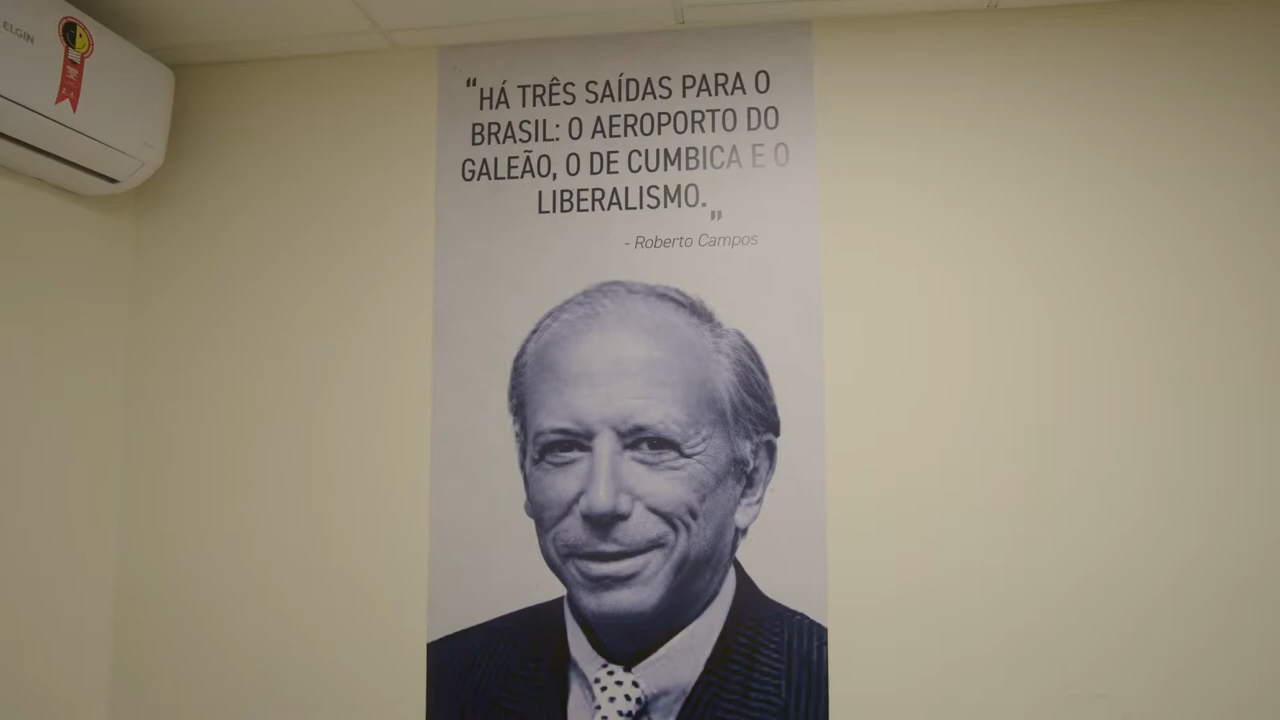 ELGIN
“HÁ TRÊS SAÍDAS PARA O
BRASIL: O AEROPORTO DO
GALEÃO, O DE CUMBICA E O
LIBERALISMO.”
- Roberto Campos